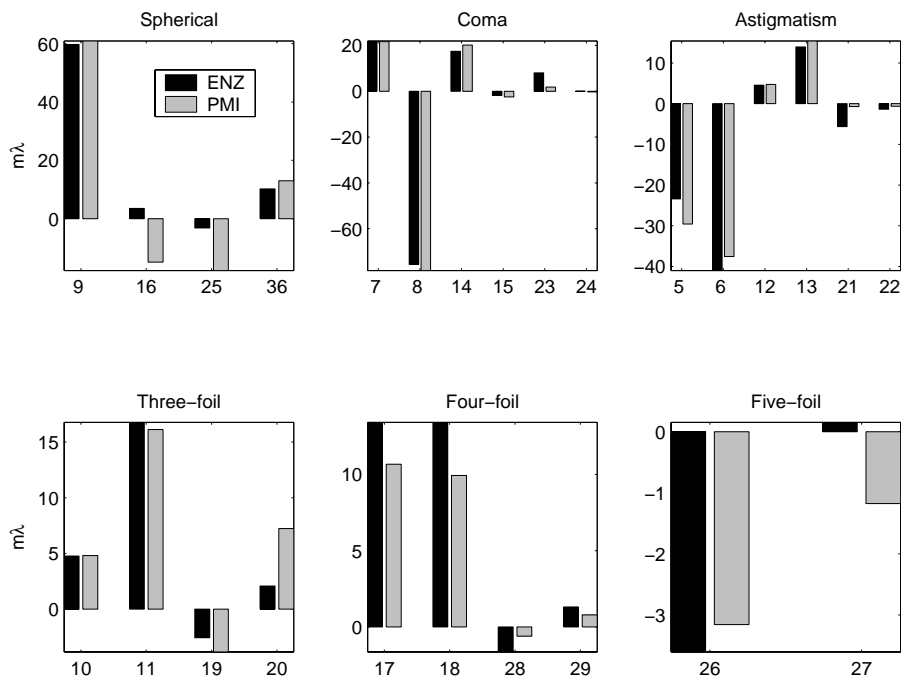 Spherical
Coma
Astigmatism
60
40
20
0
mλ
ENZ
PMI
9 16 25 36
20
0
−20
−40
−60
7 8 14 15 23 24
10
0
−10
−20
−30
−40
5 6 12 13 21 22
Three−foil
Four−foil
Five−foil
15
10
5
0
mλ
10 11 19 20
10
5
0
17 18 28 29
0
−1
−2
−3
26 27